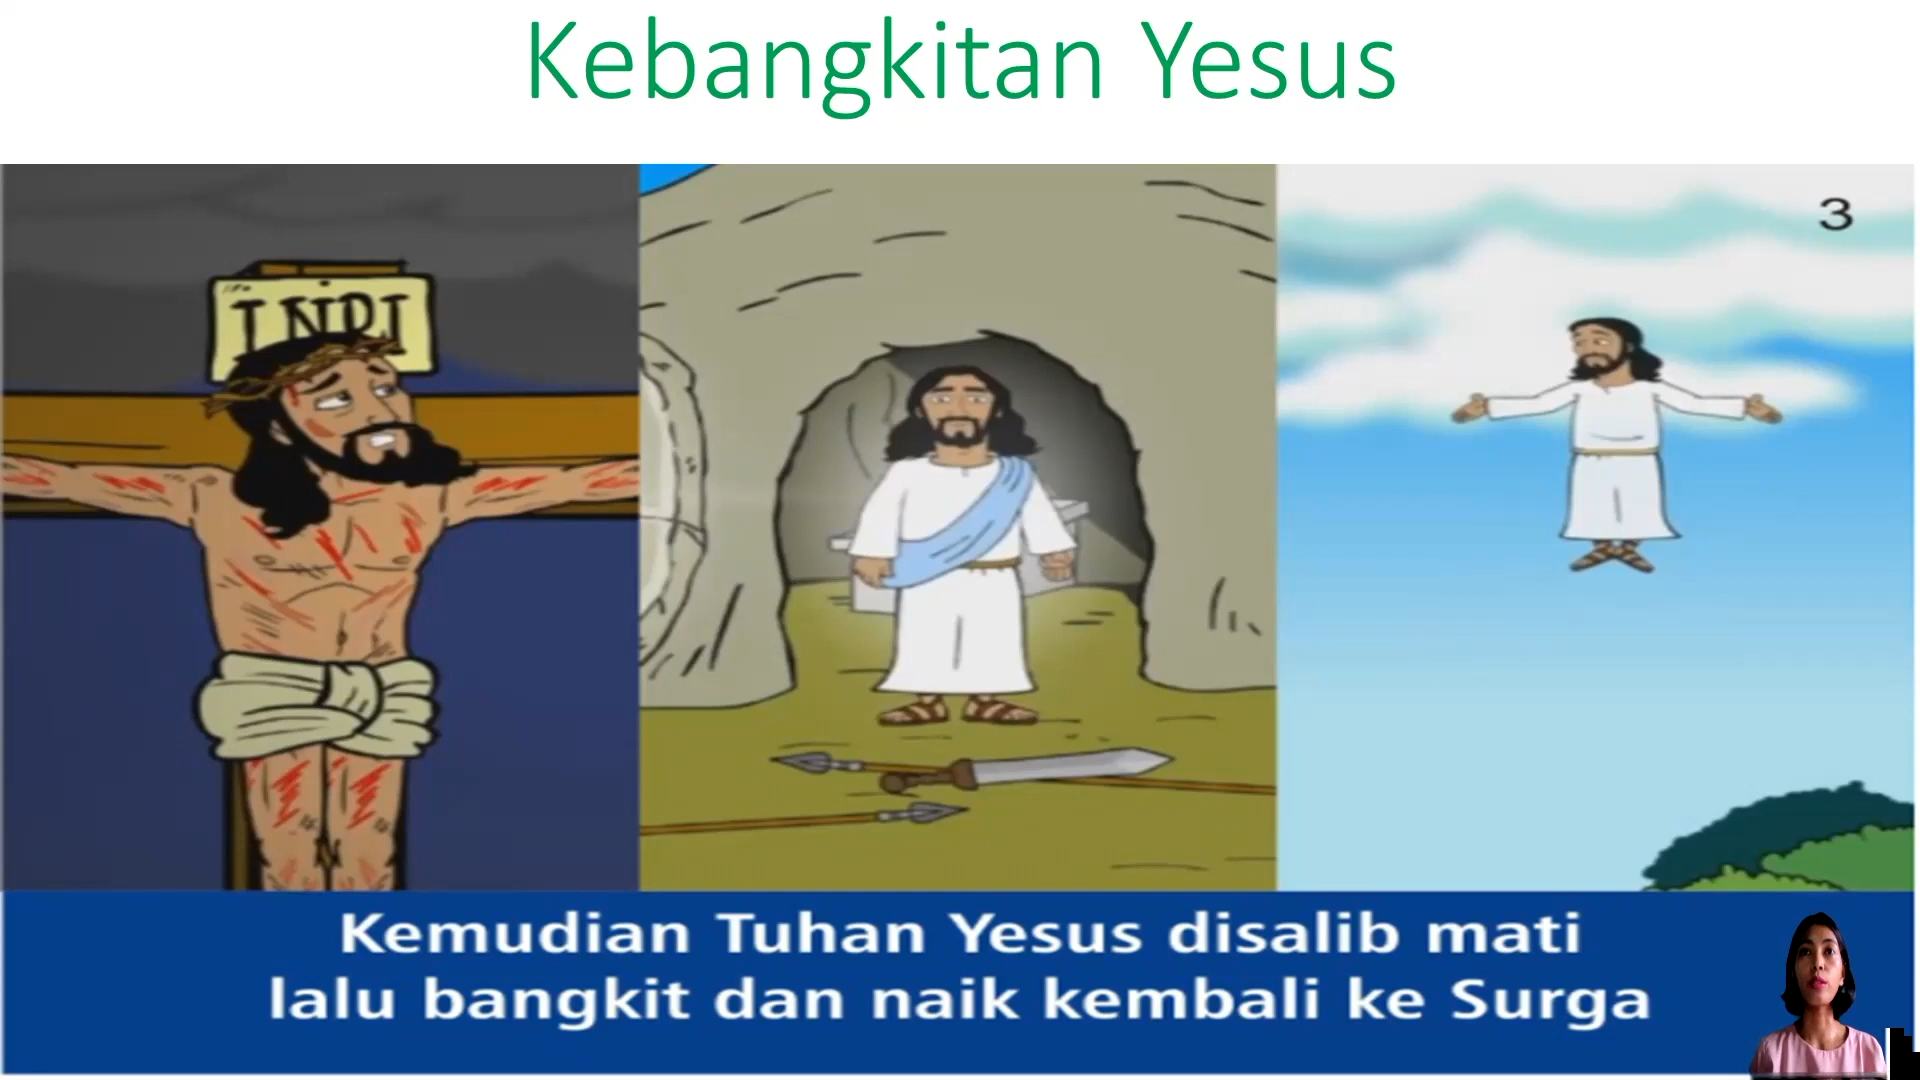 Kebangkitan Yesus
3
INRI
Kemudian Tuhan Yesus disalib mati
lalu bangkit dan naik kembali ke Surga